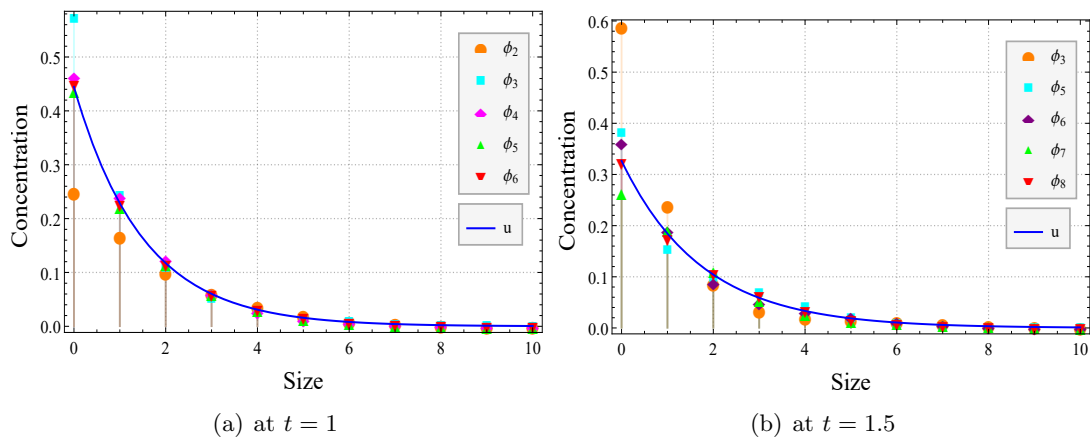 0.5
0.4
0.3
0.2
0.1
0.0
Concentration
0 2 4 6 8 10
Size
ϕ2
ϕ3
ϕ4
ϕ5
ϕ6
u
(a) at t = 1
0.6
0.5
0.4
0.3
0.2
0.1
0.0
Concentration
0 2 4 6 8 10
Size
ϕ3
ϕ5
ϕ6
ϕ7
ϕ8
u
(b) at t = 1.5